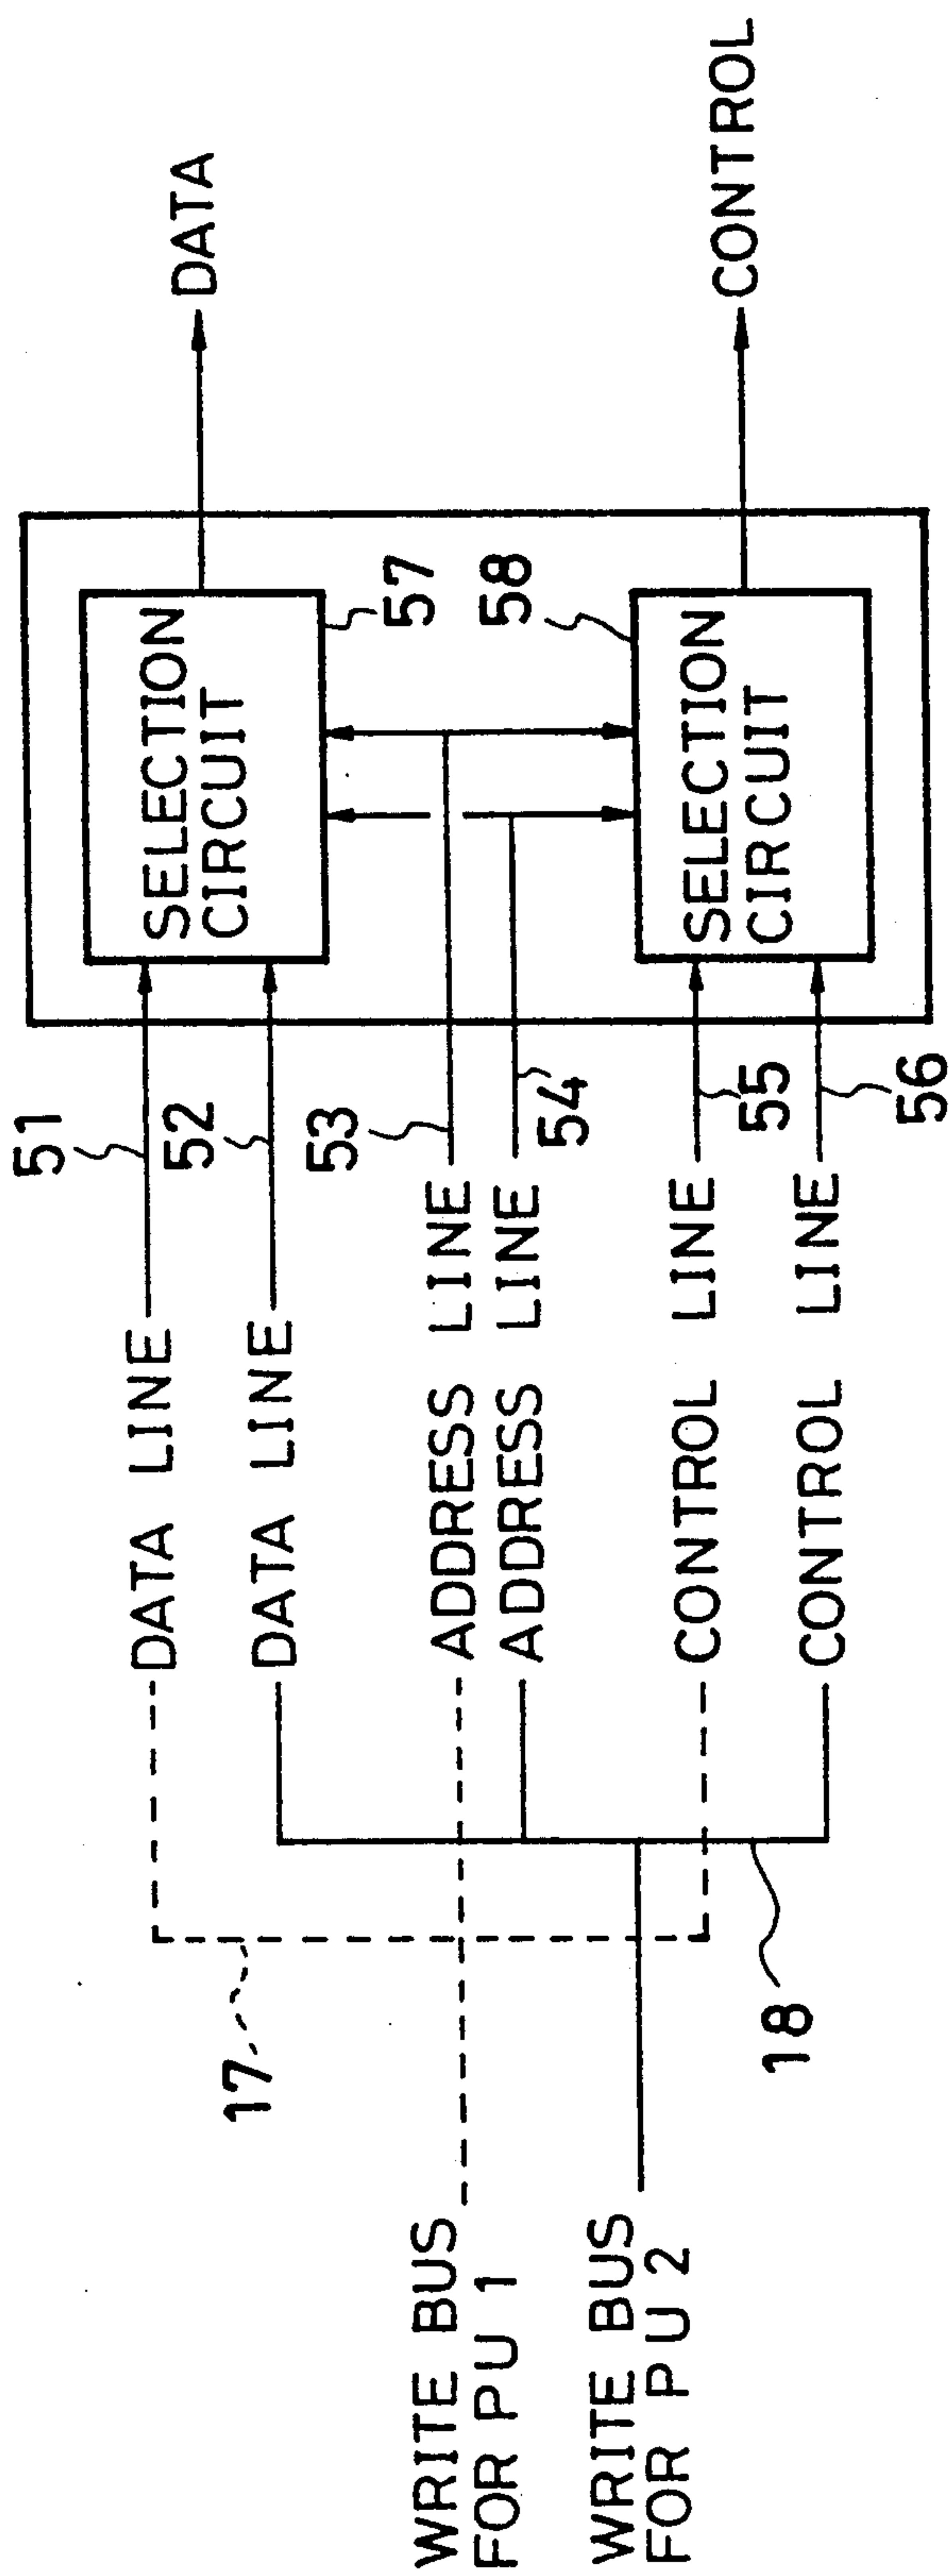 WRITE BUS
FOR PU 1
WRITE BUS
FOR PU 2
17
18
DATA LINE
DATA LINE
ADDRESS LINE
ADDRESS LINE
CONTROL LINE
CONTROL LINE
51
52
53
54
55
56
SELECTION
CIRCUIT
57
58
SELECTION
CIRCUIT
DATA
CONTROL